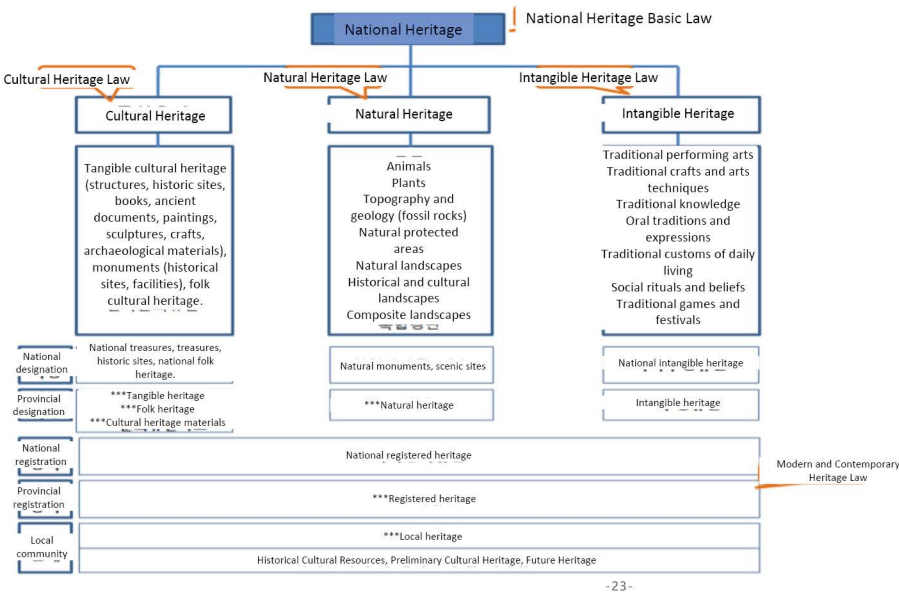 National Heritage Basic Law
National Heritage
Cultural Heritage Law
Natural Heritage Law
Intangible Heritage Law
Cultural Heritage
Natural Heritage
Intangible Heritage
Tangible cultural heritage
(structures, historic sites,
books, ancient
documents, paintings,
sculptures, crafts,
archaeological materials),
monuments (historical
sites, facilities), folk
cultural heritage.
Animals
Plants
Topography and
geology (fossil rocks)
Natural protected
areas
Natural landscapes
Historical and cultural
landscapes
Composite landscapes
Traditional performing arts
Traditional crafts and arts
techniques
Traditional knowledge
Oral traditions and
expressions
Traditional customs of daily
living
Social rituals and beliefs
Traditional games and
festivals
National
designation
National treasures, treasures,
historic sites, national folk
heritage.
Natural monuments, scenic sites
National intangible heritage
Provincial
designation
***Tangible heritage
***Folk heritage
***Cultural heritage materials
***Natural heritage
Intangible heritage
National
registration
National registered heritage
Modern and Contemporary
Heritage Law
Provincial
registration
***Registered heritage
Local
community
***Local heritage
Historical Cultural Resources, Preliminary Cultural Heritage, Future Heritage
-23-